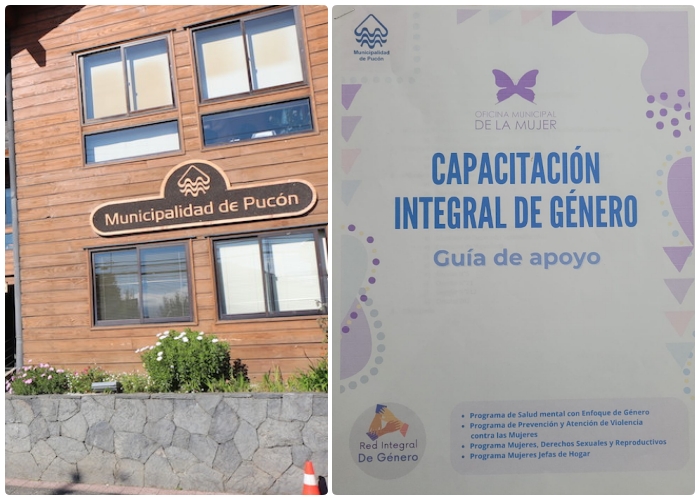 Municipalidad de Pucón
Municipalidad
de Pucón
OFICINA MUNICIPAL
DE LA MUJER
CAPACITACIÓN
INTEGRAL DE GÉNERO
Guía de apoyo
Red Integral
De Género
• Programa de Salud mental con Enfoque de Género
• Programa de Prevención y Atención de Violencia
contra las Mujeres
• Programa Mujeres, Derechos Sexuales y Reproductivos
• Programa Mujeres Jefas de Hogar